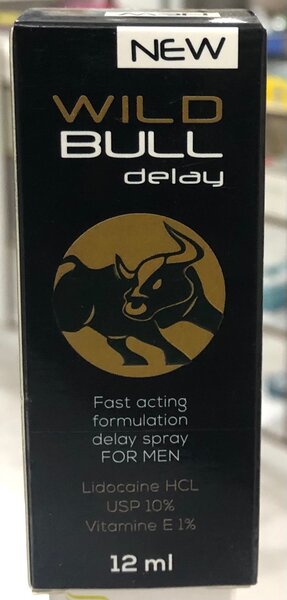 NEW
WILD
BULL
delay
Fast acting
formulation
delay spray
FOR MEN
Lidocaine HCL
USP 10%
Vitamine E 1%
12 ml